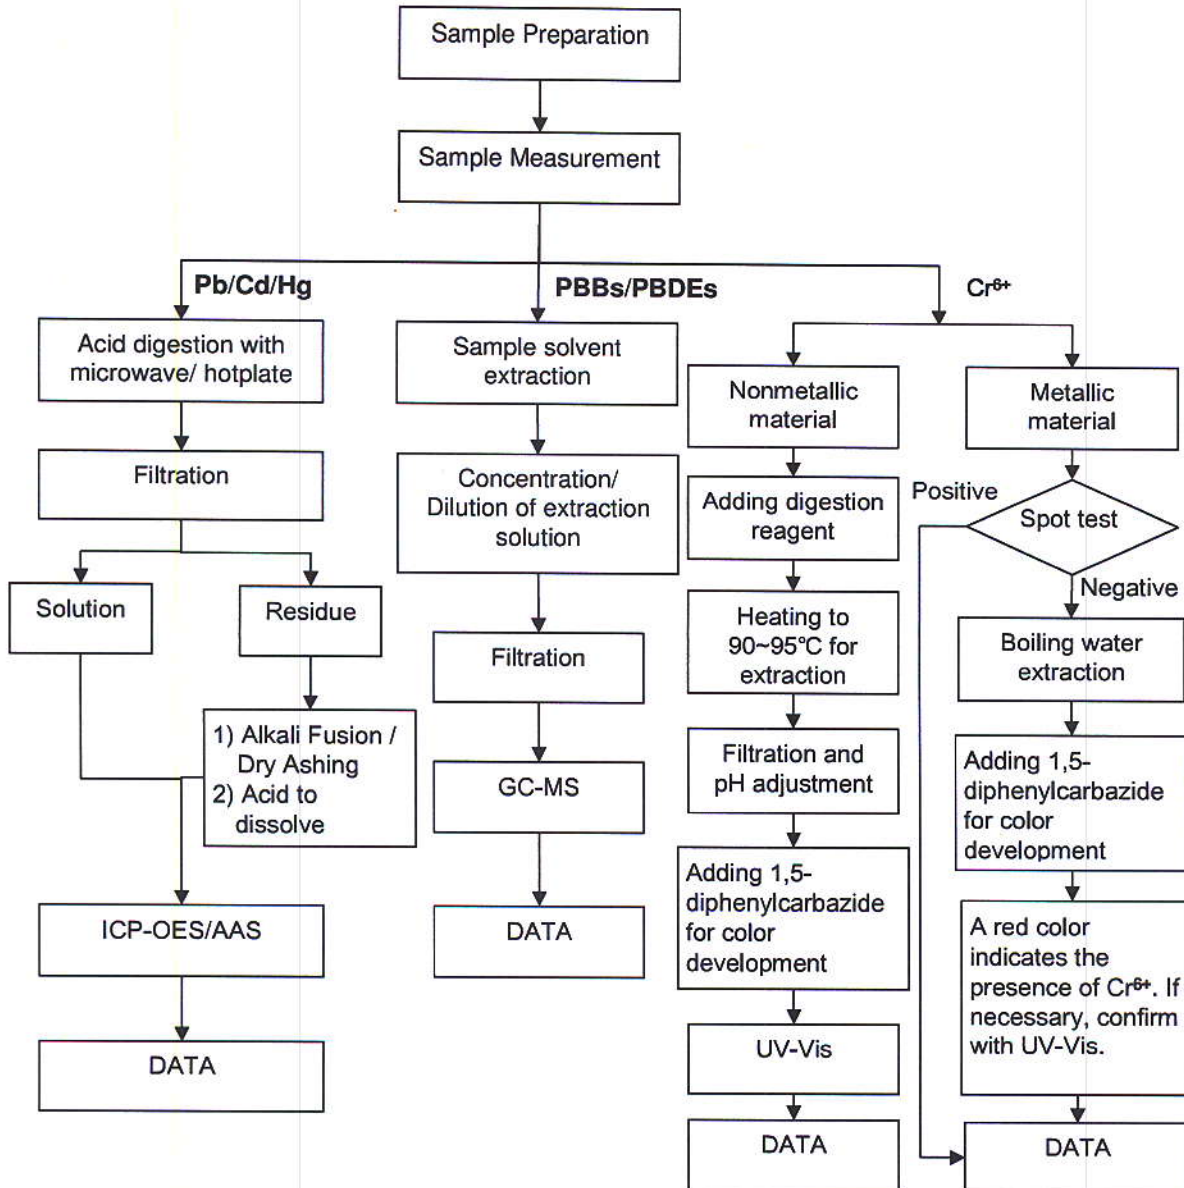 Sample Preparation
Sample Measurement
Pb/Cd/Hg
PBBs/PBDEs
Cr⁶⁺
Acid digestion with
microwave/ hotplate
Filtration
Solution
Residue
1) Alkali Fusion /
Dry Ashing
2) Acid to
dissolve
ICP-OES/AAS
DATA
Sample solvent
extraction
Concentration/
Dilution of extraction
solution
Filtration
GC-MS
DATA
Nonmetallic
material
Adding digestion
reagent
Heating to
90~95°C for
extraction
Filtration and
pH adjustment
Adding 1,5-
diphenylcarbazide
for color
development
UV-Vis
DATA
Metallic
material
Spot test
Positive
Negative
Boiling water
extraction
Adding 1,5-
diphenylcarbazide
for color
development
A red color
indicates the
presence of Cr⁶⁺. If
necessary, confirm
with UV-Vis.
DATA